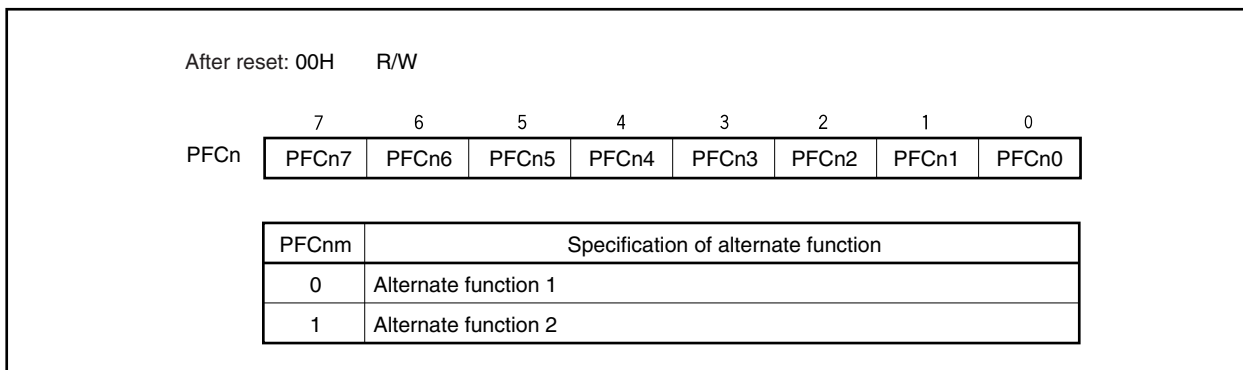 After reset: 00H R/W
7 6 5 4 3 2 1 0
PFCn PFCn7 PFCn6 PFCn5 PFCn4 PFCn3 PFCn2 PFCn1 PFCn0
PFCnm Specification of alternate function
0 Alternate function 1
1 Alternate function 2